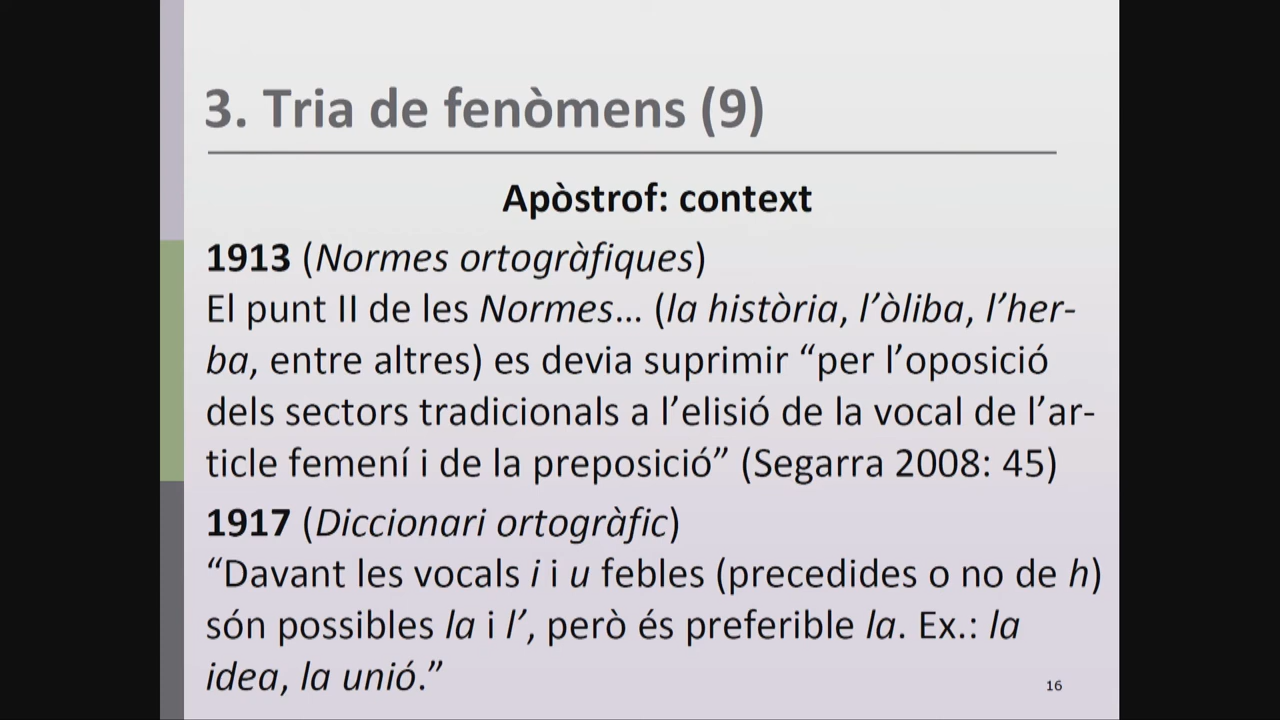 3. Tria de fenòmens (9)
Apòstrof: context
1913 (Normes ortogràfiques)
El punt II de les Normes… (la història, l’òliba, l’her-
ba, entre altres) es devia suprimir “per l’oposició
dels sectors tradicionals a l’elisió de la vocal de l’ar-
ticle femení i de la preposició” (Segarra 2008: 45)
1917 (Diccionari ortogràfic)
“Davant les vocals i i u febles (precedides o no de h)
són possibles la i l’, però és preferible la. Ex.: la
idea, la unió.”
16